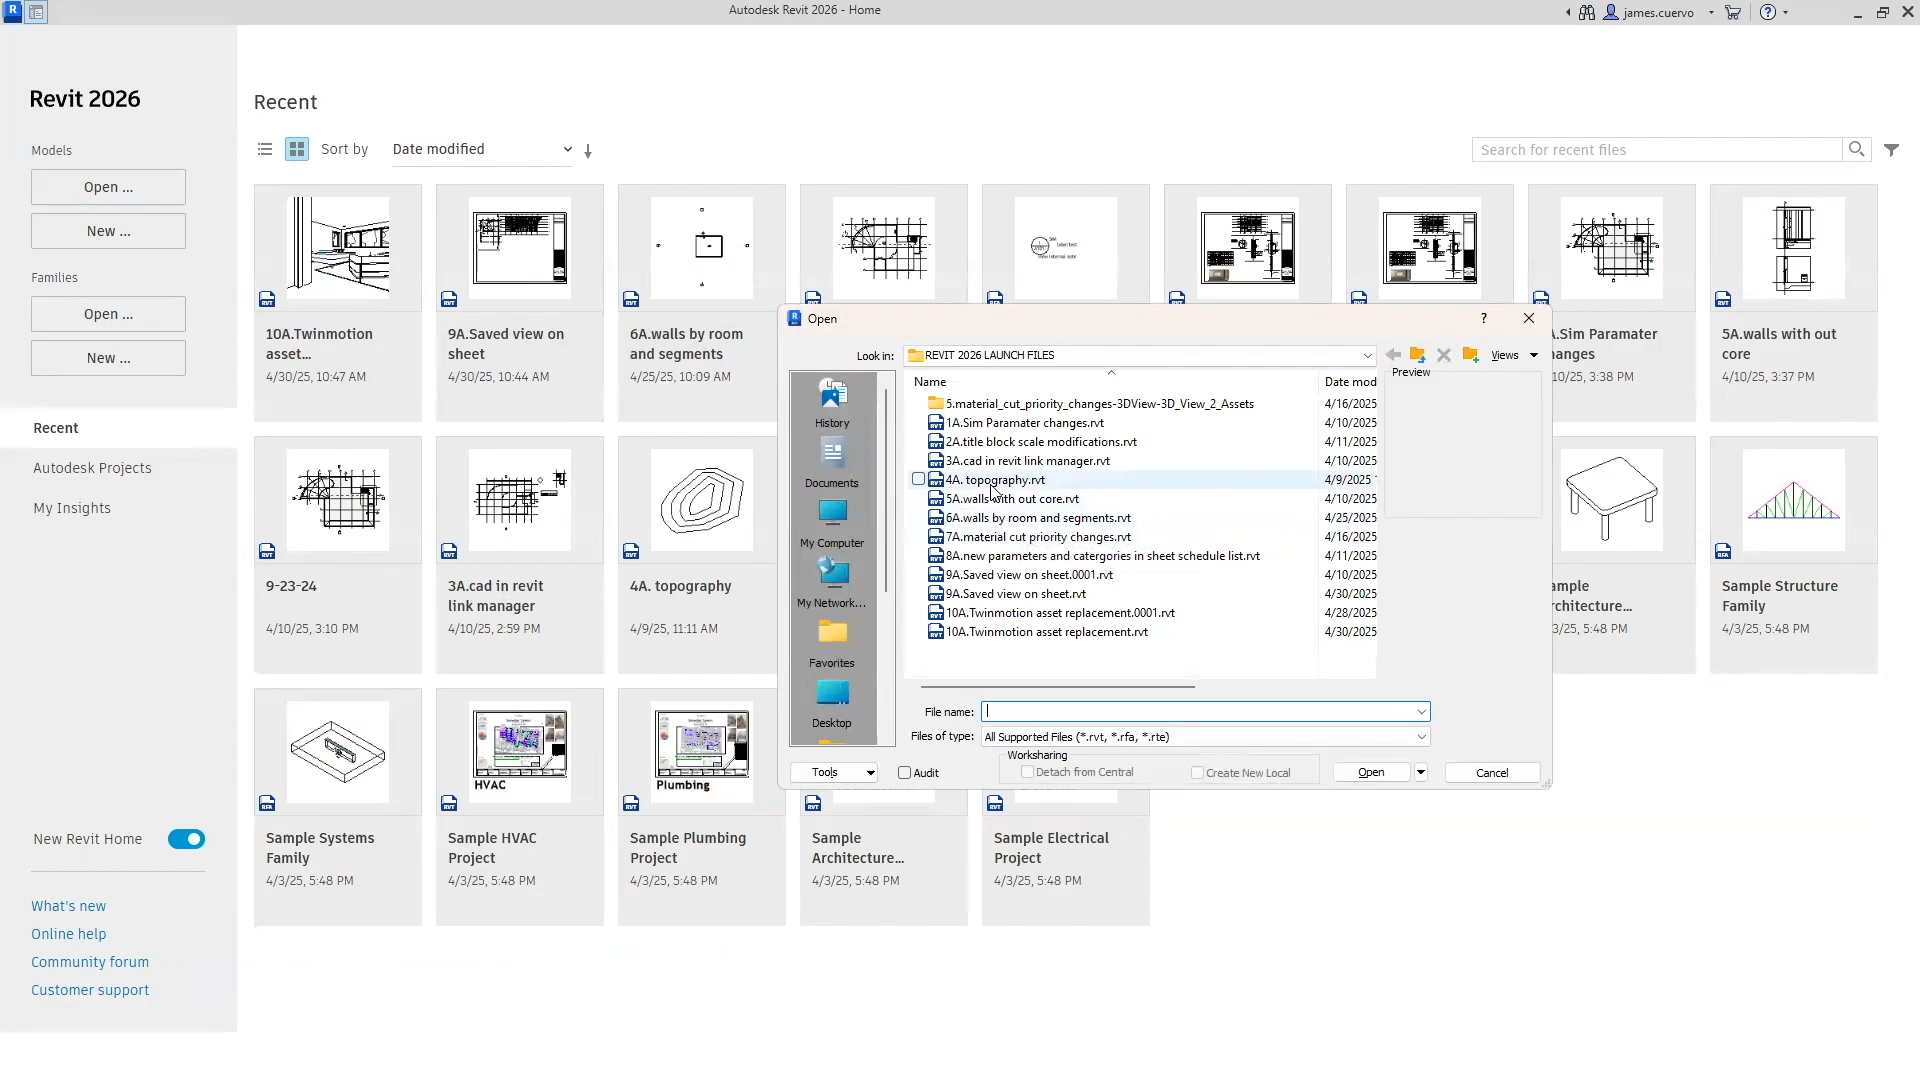 Autodesk Revit 2026 - Home
james.cuervo
Revit 2026
Models
Open ...
New ...
Families
Open ...
New ...
Recent
Autodesk Projects
My Insights
New Revit Home
What's new
Online help
Community forum
Customer support
Recent
Sort by
Date modified
Search for recent files
10A.Twinmotion
asset...
4/30/25, 10:47 AM
9A.Saved view on
sheet
4/30/25, 10:44 AM
6A.walls by room
and segments
4/25/25, 10:09 AM
A.Sim Paramater
hanges
10/25, 3:38 PM
5A.walls with out
core
4/10/25, 3:37 PM
9-23-24
4/10/25, 3:10 PM
3A.cad in revit
link manager
4/10/25, 2:59 PM
4A. topography
4/9/25, 11:11 AM
ample
rchitecture...
3/25, 5:48 PM
Sample Structure
Family
4/3/25, 5:48 PM
Sample Systems
Family
4/3/25, 5:48 PM
HVAC
Sample HVAC
Project
4/3/25, 5:48 PM
Plumbing
Sample Plumbing
Project
4/3/25, 5:48 PM
Sample
Architecture...
4/3/25, 5:48 PM
Sample Electrical
Project
4/3/25, 5:48 PM
Open
Look in:
REVIT 2026 LAUNCH FILES
Views
History
Documents
My Computer
My Network...
Favorites
Desktop
Name
Date mod
5.material_cut_priority_changes-3DView-3D_View_2_Assets 4/16/2025
1A.Sim Paramater changes.rvt 4/10/2025
2A.title block scale modifications.rvt 4/11/2025
3A.cad in revit link manager.rvt 4/10/2025
4A. topography.rvt 4/9/2025
5A.walls with out core.rvt 4/10/2025
6A.walls by room and segments.rvt 4/25/2025
7A.material cut priority changes.rvt 4/16/2025
8A.new parameters and catergories in sheet schedule list.rvt 4/11/2025
9A.Saved view on sheet.0001.rvt 4/10/2025
9A.Saved view on sheet.rvt 4/30/2025
10A.Twinmotion asset replacement.0001.rvt 4/28/2025
10A.Twinmotion asset replacement.rvt 4/30/2025
Preview
File name:
Files of type:
All Supported Files (*.rvt, *.rfa, *.rte)
Tools
Audit
Worksharing
Detach from Central
Create New Local
Open
Cancel